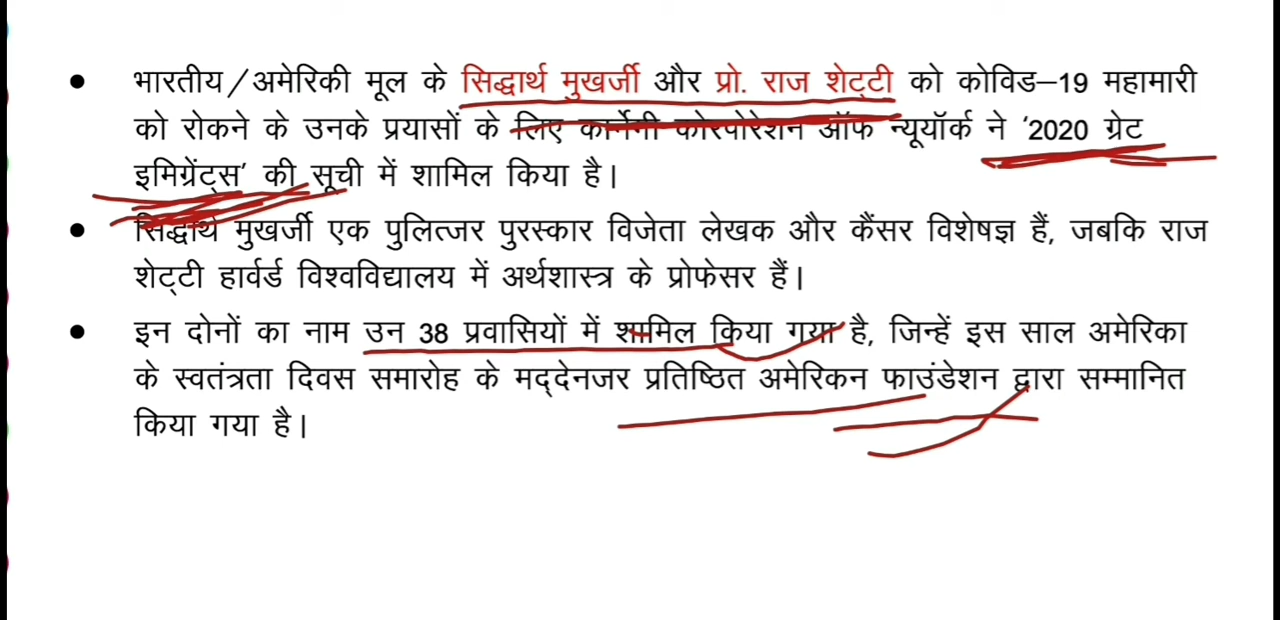 • भारतीय/अमेरिकी मूल के सिद्धार्थ मुखर्जी और प्रो. राज शेट्टी को कोविड–19 महामारी
को रोकने के उनके प्रयासों के लिए कार्नेगी कोरपोरेशन ऑफ न्यूयॉर्क ने ‘2020 ग्रेट
इमिग्रेंट्स’ की सूची में शामिल किया है।
• सिद्धार्थ मुखर्जी एक पुलित्जर पुरस्कार विजेता लेखक और कैंसर विशेषज्ञ हैं, जबकि राज
शेट्टी हार्वर्ड विश्वविद्यालय में अर्थशास्त्र के प्रोफेसर हैं।
• इन दोनों का नाम उन 38 प्रवासियों में शामिल किया गया है, जिन्हें इस साल अमेरिका
के स्वतंत्रता दिवस समारोह के मद्देनजर प्रतिष्ठित अमेरिकन फाउंडेशन द्वारा सम्मानित
किया गया है।